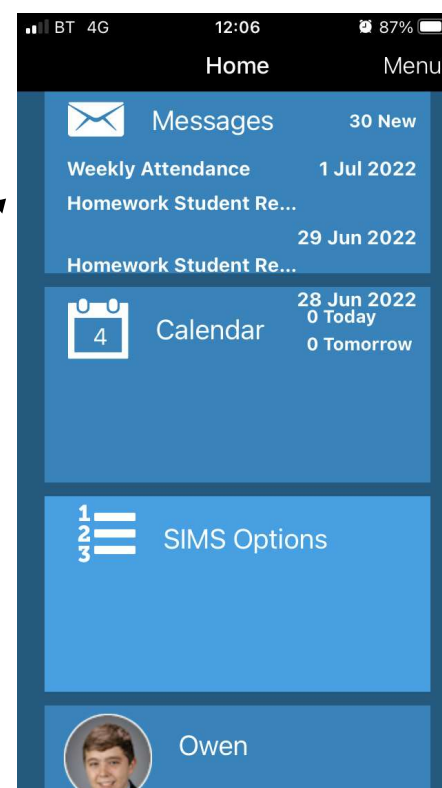 BT 4G 12:06 87%
Home Menu
Messages 30 New
Weekly Attendance 1 Jul 2022
Homework Student Re...
29 Jun 2022
Homework Student Re...
28 Jun 2022
0 Today
4 Calendar
0 Tomorrow
1
2
3
SIMS Options
Owen